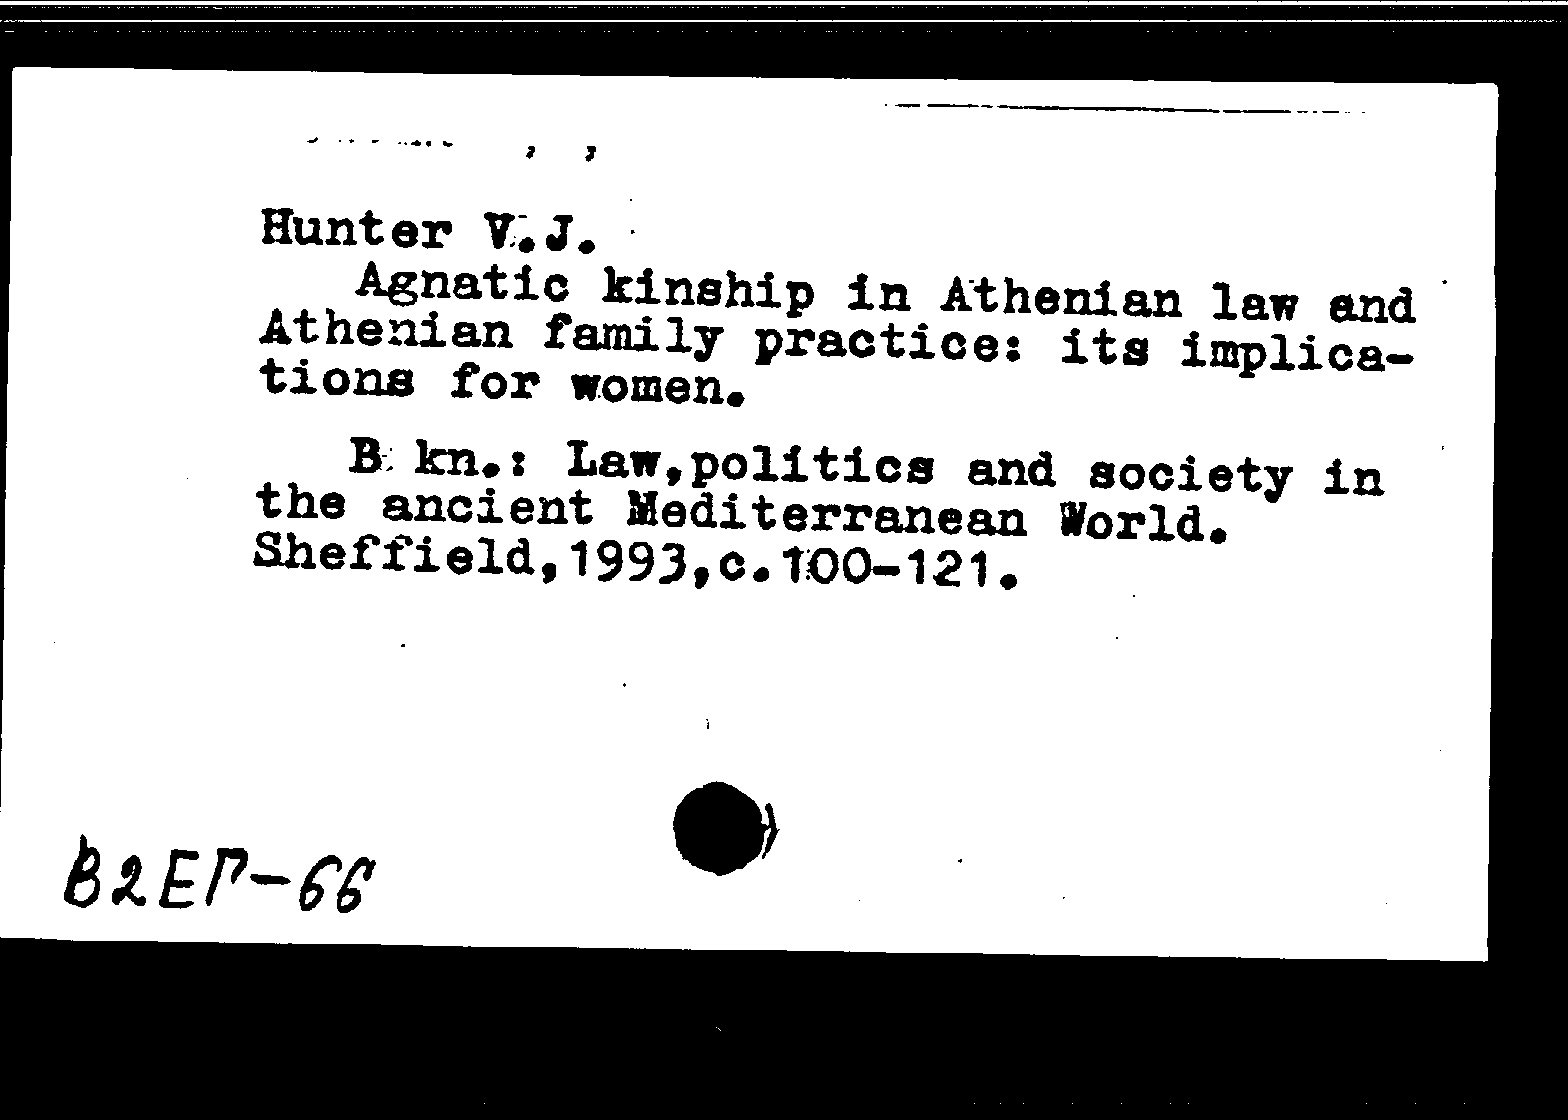 Hunter V.J.
Agnatic kinship in Athenian law and
Athenian family practice: its implica-
tions for women.
B kn.: Law,politics and society in
the ancient Mediterranean World.
Sheffield,1993,c.100-121.
В2ЕП-66